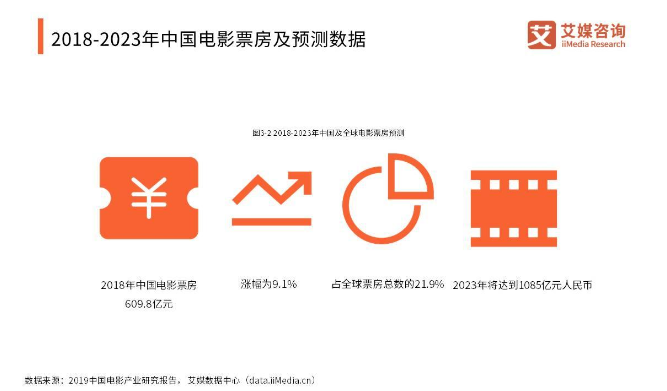 2018-2023年中国电影票房及预测数据
艾 艾媒咨询
iiMedia Research
图3-2 2018-2023年中国及全球电影票房预测
¥
2018年中国电影票房
609.8亿元
涨幅为9.1%
占全球票房总数的21.9%
2023年将达到1085亿元人民币
数据来源：2019中国电影产业研究报告， 艾媒数据中心（data.iiMedia.cn）